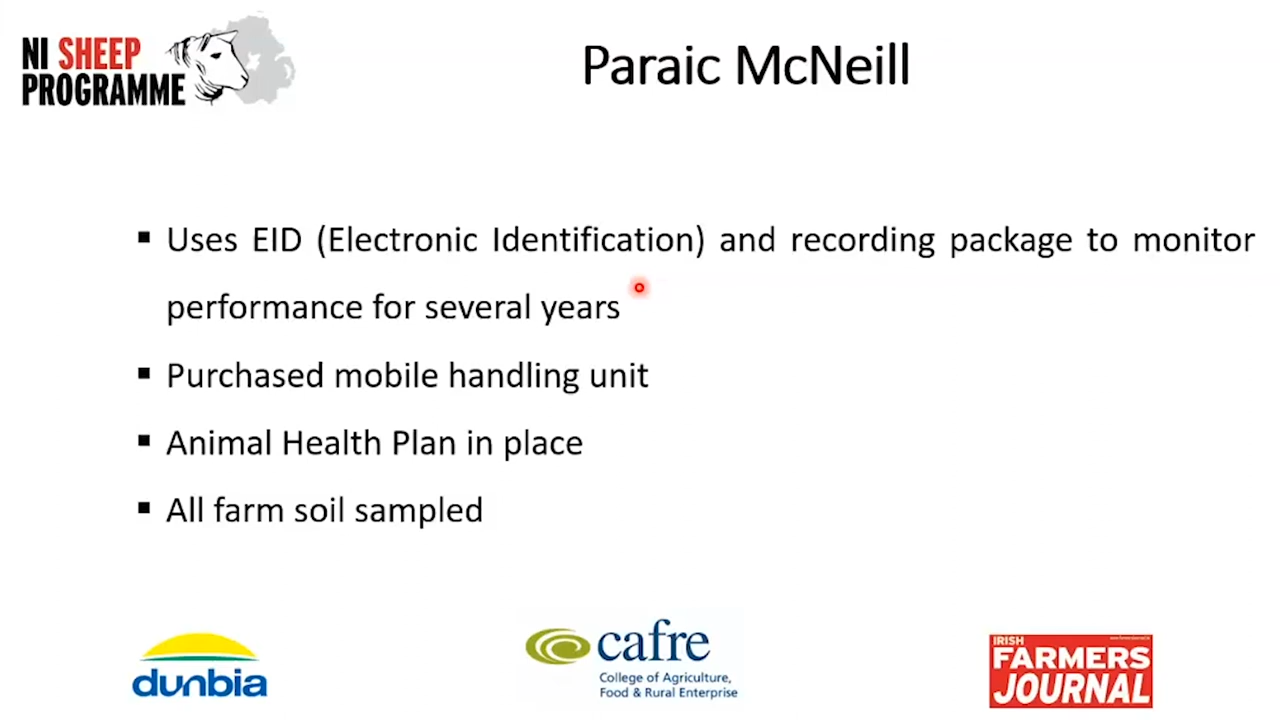 NI SHEEP
PROGRAMME
Paraic McNeill
Uses EID (Electronic Identification) and recording package to monitor
performance for several years
Purchased mobile handling unit
Animal Health Plan in place
All farm soil sampled
dunbia
cafre
College of Agriculture,
Food & Rural Enterprise
IRISH
FARMERS
JOURNAL